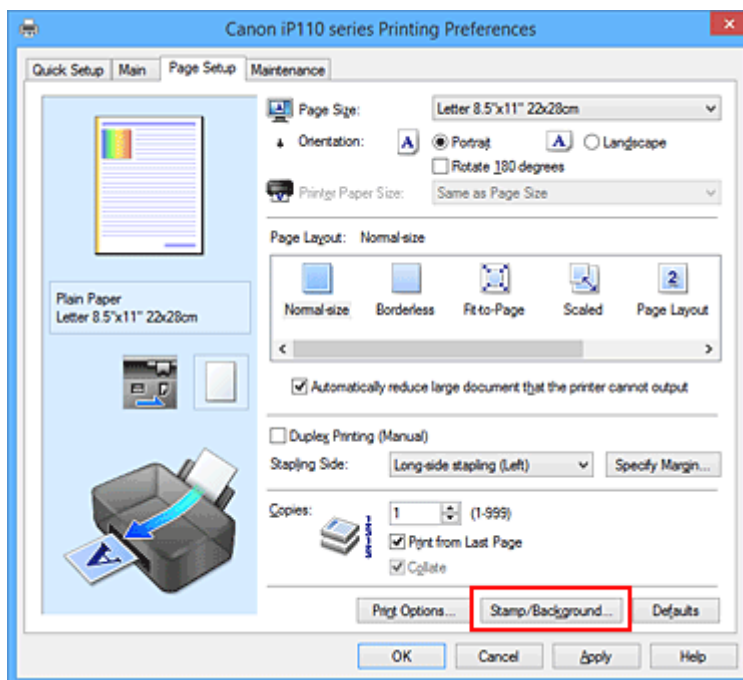 Canon iP110 series Printing Preferences
Quick Setup Main Page Setup Maintenance
Page Size: Letter 8.5"x11" 22x28cm
Orientation: A Portrait A Landscape
Rotate 180 degrees
Printer Paper Size: Same as Page Size
Page Layout: Normal-size
2
Normal-size Borderless Fit-to-Page Scaled Page Layout
Plain Paper
Letter 8.5"x11" 22x28cm
Automatically reduce large document that the printer cannot output
Duplex Printing (Manual)
Stapling Side: Long-side stapling (Left) Specify Margin...
Copies: 1 (1-999)
Print from Last Page
Collate
A
Print Options... Stamp/Background... Defaults
OK Cancel Apply Help